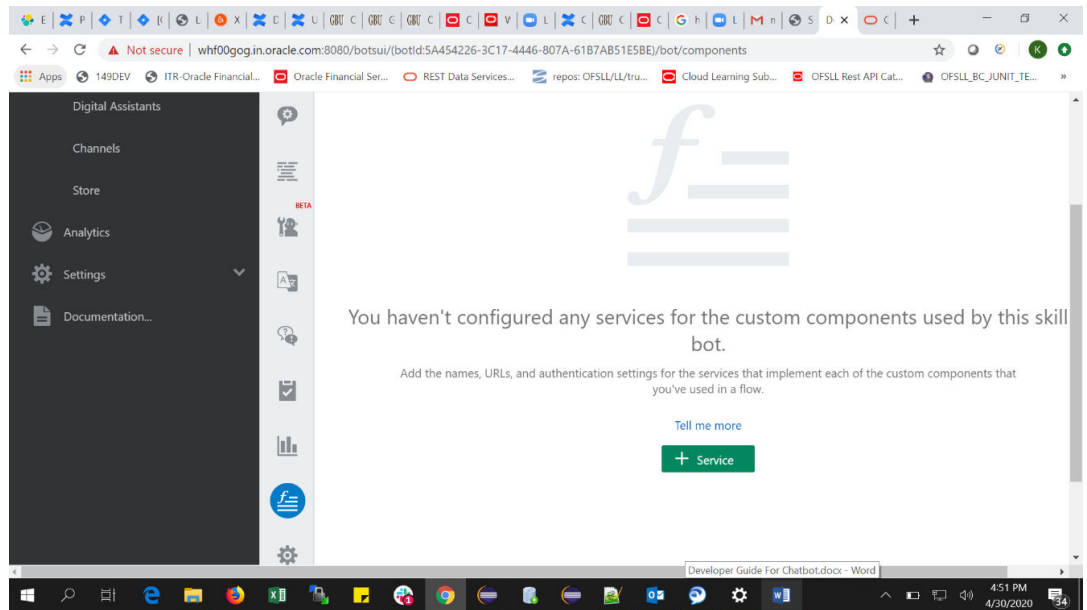 E P T [( L X C U GBU C GBU G GBU C C V L C GBU C C h L n S D C
Not secure | whf00gog.in.oracle.com:8080/botsui/(botId:5A454226-3C17-4446-807A-61B7AB51E5BE)/bot/components K
Apps 149DEV ITR-Oracle Financial... Oracle Financial Ser... REST Data Services... repos: OFSLL/LL/tru... Cloud Learning Sub... OFSLL Rest API Cat... OFSLL_BC_JUNIT_TE... »
Digital Assistants
Channels
Store
Analytics
Settings
Documentation...
BETA
You haven't configured any services for the custom components used by this skill
bot.
Add the names, URLs, and authentication settings for the services that implement each of the custom components that
you've used in a flow.
Tell me more
+ Service
Developer Guide For Chatbot.docx - Word
4:51 PM
4/30/2020
34